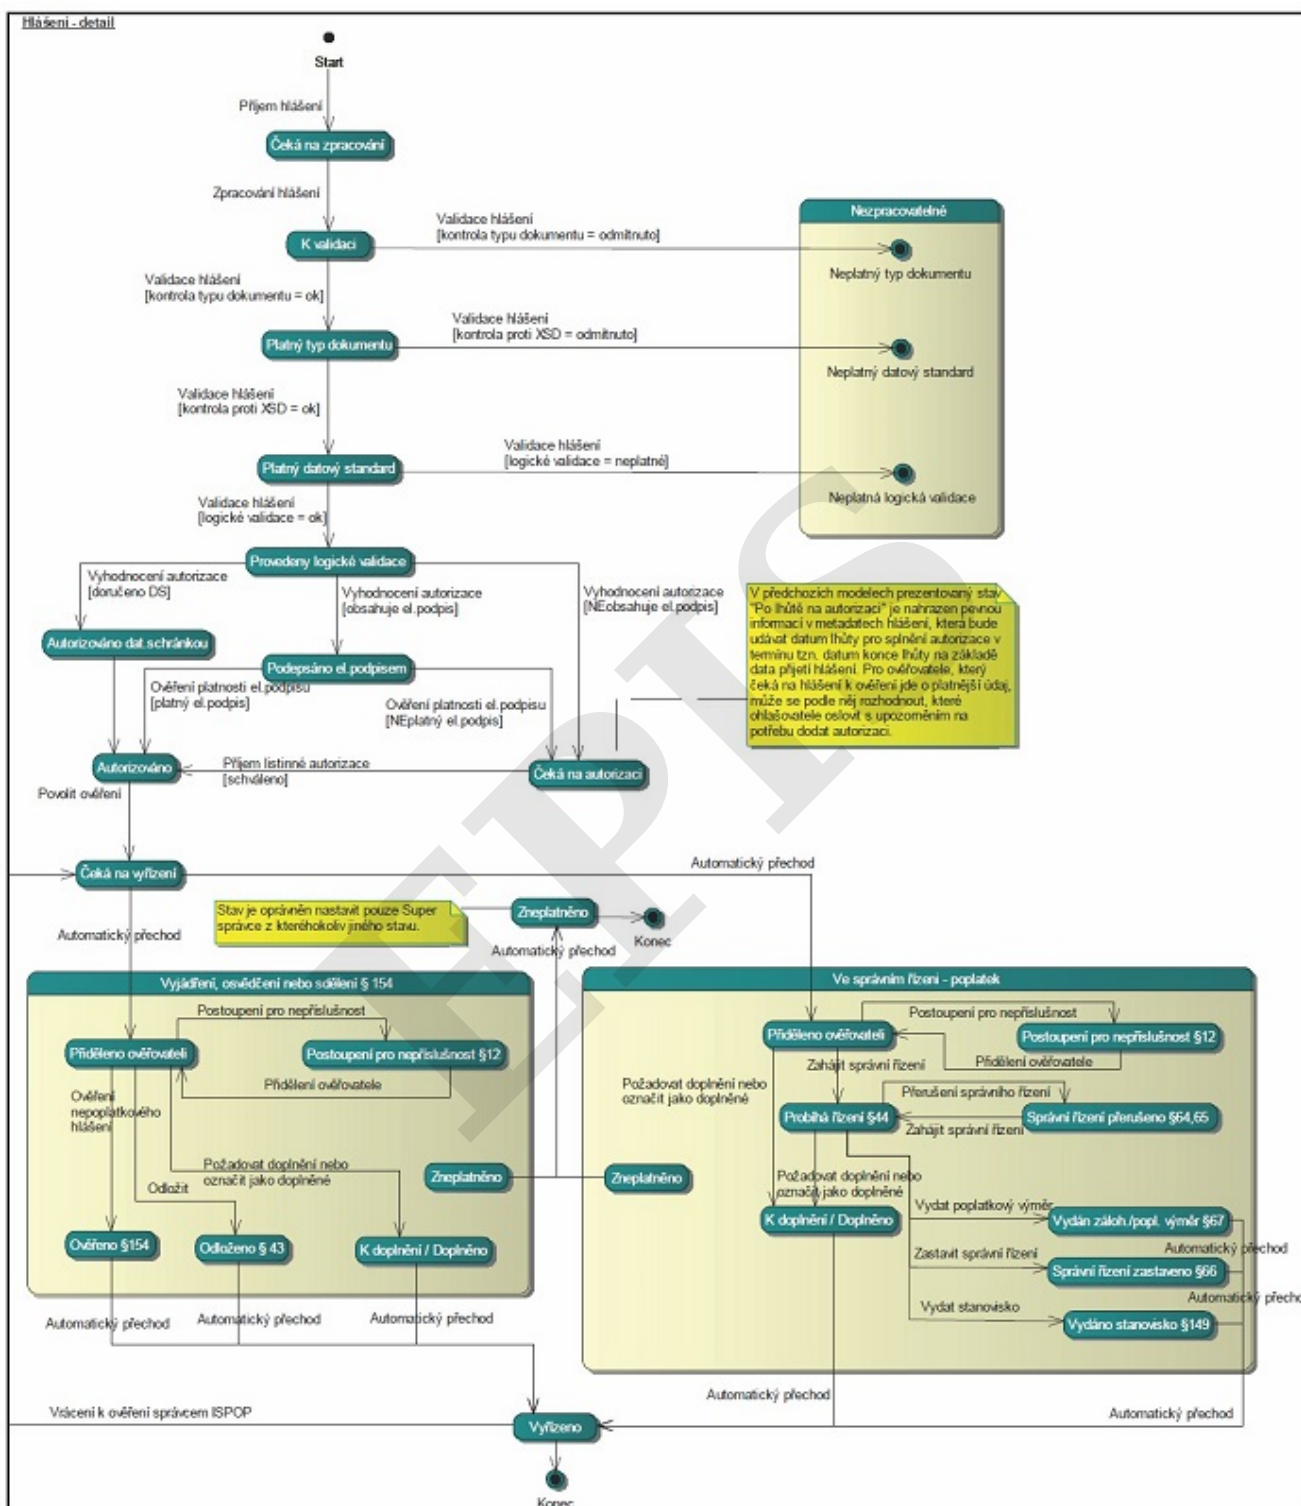 Hlášení - detail
Start
Příjem hlášení
Čeká na zpracování
Zpracování hlášení
K validaci
Validace hlášení
[kontrola typu dokumentu = odmítnuto]
Nezpracovatelné
Neplatný typ dokumentu
Validace hlášení
[kontrola typu dokumentu = ok]
Platný typ dokumentu
Validace hlášení
[kontrola proti XSD = odmítnuto]
Neplatný datový standard
Validace hlášení
[kontrola proti XSD = ok]
Platný datový standard
Validace hlášení
[logické validace = neplatné]
Neplatná logická validace
Validace hlášení
[logické validace = ok]
Provedeny logické validace
Vyhodnocení autorizace
[doručeno DS]
Vyhodnocení autorizace
[obsahuje el.podpis]
Vyhodnocení autorizace
[NEobsahuje el.podpis]
V předchozích modelech prezentovaný stav
"Po lhůtě na autorizaci" je nahrazen pevnou
informací v metadatech hlášení, která bude
udávat datum lhůty pro splnění autorizace v
termínu tzn. datum konce lhůty na základě
data přijetí hlášení. Pro ověřovatele, který
čeká na hlášení k ověření jde o platnější údaj,
může se podle něj rozhodnout, které
ohlašovatele oslovit s upozorněním na
potřebu dodat autorizaci.
Autorizováno dat.schránkou
Podepsáno el.podpisem
Ověření platnosti el.podpisu
[platný el.podpis]
Ověření platnosti el.podpisu
[NEplatný el.podpis]
Autorizováno
Příjem listinné autorizace
[schváleno]
Čeká na autorizaci
Povolit ověření
Čeká na vyřízení
Automatický přechod
Automatický přechod
Stav je oprávněn nastavit pouze Super
správce z kteréhokoliv jiného stavu.
Zneplatněno
Konec
Automatický přechod
Vyjádření, osvědčení nebo sdělení § 154
Postoupení pro nepříslušnost
Přiděleno ověřovateli
Postoupení pro nepříslušnost §12
Přidělení ověřovatele
Ověření
nepoplatkového
hlášení
Požadovat doplnění nebo
označit jako doplněné
Odložit
Zneplatněno
Ověřeno §154
Odloženo § 43
K doplnění / Doplněno
Automatický přechod
Automatický přechod
Automatický přechod
Ve správním řízení - poplatek
Postoupení pro nepříslušnost
Přiděleno ověřovateli
Postoupení pro nepříslušnost §12
Přidělení ověřovatele
Zahájit správní řízení
Požadovat doplnění nebo
označit jako doplněné
Přerušení správního řízení
Probíhá řízení §44
Správní řízení přerušeno §64,65
Zahájit správní řízení
Zneplatněno
Požadovat doplnění nebo
označit jako doplněné
Vydat poplatkový výměr
K doplnění / Doplněno
Vydán záloh./popl. výměr §67
Automatický přechod
Zastavit správní řízení
Správní řízení zastaveno §66
Automatický přechod
Vydat stanovisko
Vydáno stanovisko §149
Automatický přechod
Automatický přechod
Vrácení k ověření správcem ISPOP
Vyřízeno
Konec
EPIS